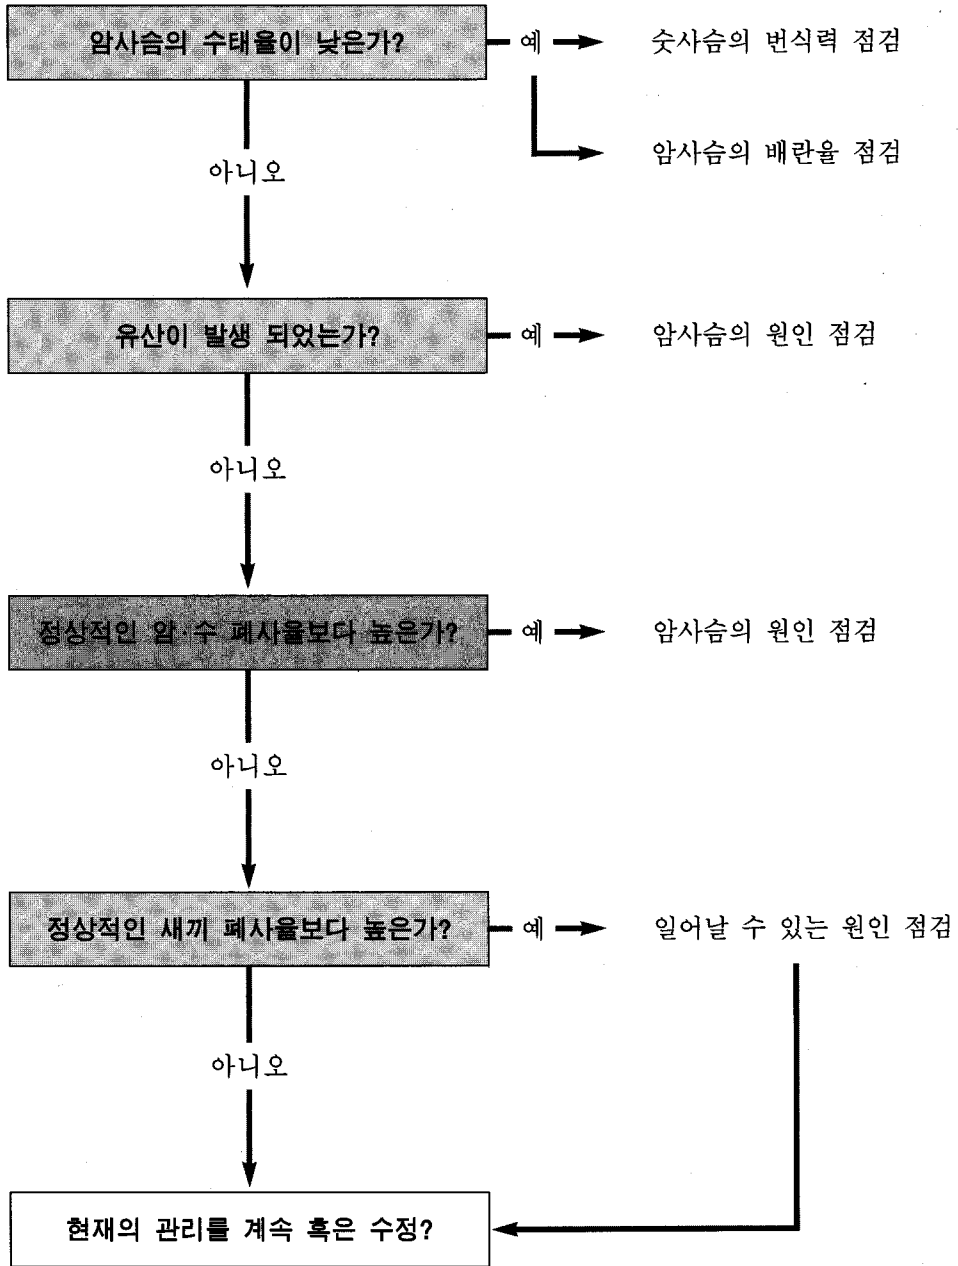 암사슴의 수태율이 낮은가?
예
숫사슴의 번식력 점검
암사슴의 배란율 점검
아니오
유산이 발생 되었는가?
예
암사슴의 원인 점검
아니오
정상적인 암·수 폐사율보다 높은가?
예
암사슴의 원인 점검
아니오
정상적인 새끼 폐사율보다 높은가?
예
일어날 수 있는 원인 점검
아니오
현재의 관리를 계속 혹은 수정?